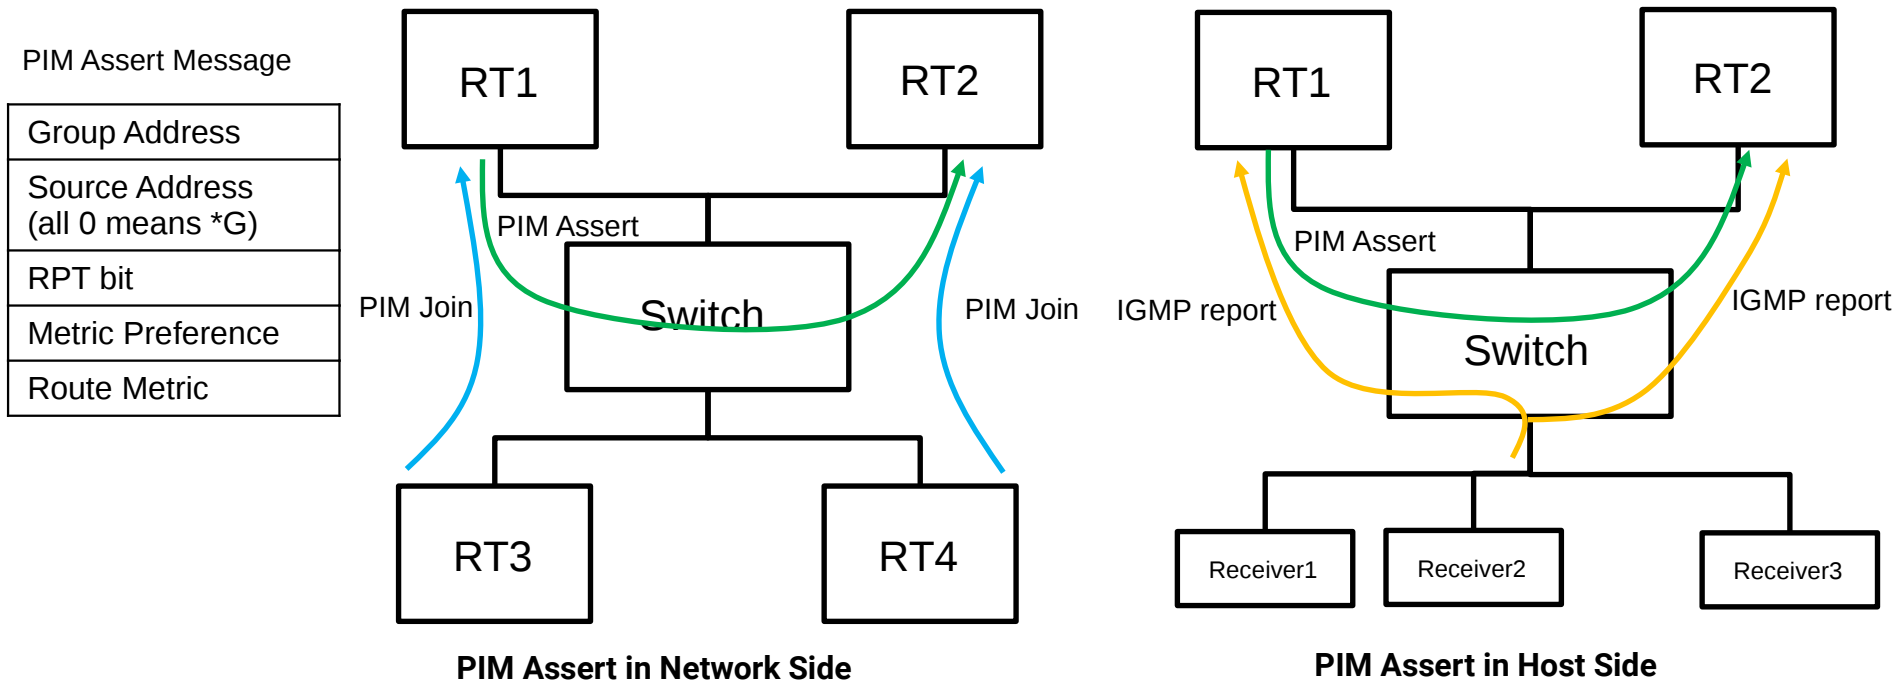 PIM Assert Message
Group Address
Source Address
(all 0 means *G)
RPT bit
Metric Preference
Route Metric
RT1
RT2
PIM Assert
PIM Join
Switch
PIM Join
RT3
RT4
PIM Assert in Network Side
RT1
RT2
PIM Assert
IGMP report
IGMP report
Switch
Receiver1
Receiver2
Receiver3
PIM Assert in Host Side